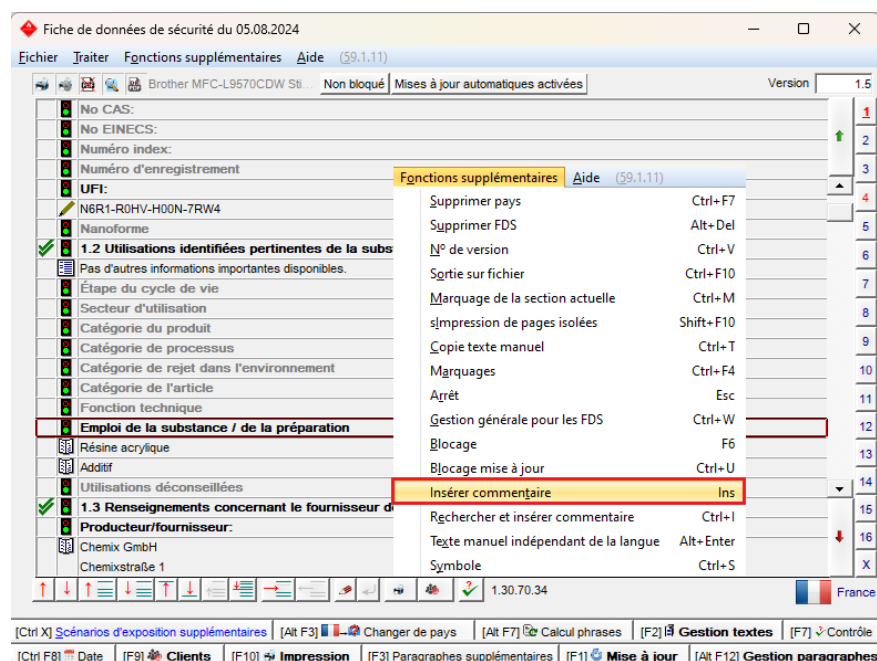 Fiche de données de sécurité du 05.08.2024
Fichier Traiter Fonctions supplémentaires Aide (59.1.11)
Brother MFC-L9570CDW Sti... Non bloqué Mises à jour automatiques activées Version 1.5
No CAS:
No EINECS:
Numéro index:
Numéro d'enregistrement
UFI:
N6R1-R0HV-H00N-7RW4
Nanoforme
1.2 Utilisations identifiées pertinentes de la subs
Pas d'autres informations importantes disponibles.
Étape du cycle de vie
Secteur d'utilisation
Catégorie du produit
Catégorie de processus
Catégorie de rejet dans l'environnement
Catégorie de l'article
Fonction technique
Emploi de la substance / de la préparation
Résine acrylique
Additif
Utilisations déconseillées
1.3 Renseignements concernant le fournisseur d
Producteur/fournisseur:
Chemix GmbH
Chemixstraße 1
Fonctions supplémentaires Aide (59.1.11)
Supprimer pays Ctrl+F7
Supprimer FDS Alt+Del
Nº de version Ctrl+V
Sortie sur fichier Ctrl+F10
Marquage de la section actuelle Ctrl+M
sImpression de pages isolées Shift+F10
Copie texte manuel Ctrl+T
Marquages Ctrl+F4
Arrêt Esc
Gestion générale pour les FDS Ctrl+W
Blocage F6
Blocage mise à jour Ctrl+U
Insérer commentaire Ins
Rechercher et insérer commentaire Ctrl+I
Texte manuel indépendant de la langue Alt+Enter
Symbole Ctrl+S
1
2
3
4
5
6
7
8
9
10
11
12
13
14
15
16
X
1.30.70.34 France
[Ctrl X] Scénarios d'exposition supplémentaires [Alt F3] Changer de pays [Alt F7] Calcul phrases [F2] Gestion textes [F7] Contrôle
[Ctrl F8] Date [F9] Clients [F10] Impression [F3] Paragraphes supplémentaires [F1] Mise à jour [Alt F12] Gestion paragraphes